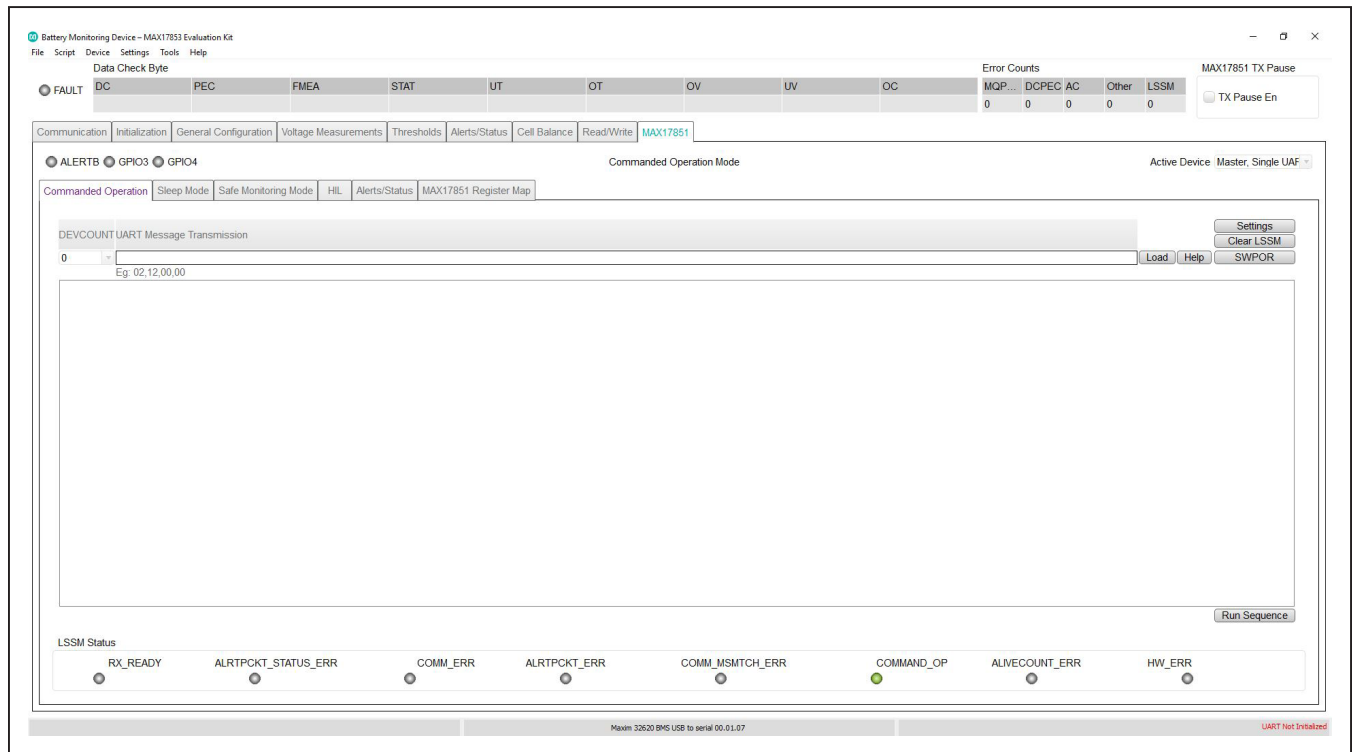 Battery Monitoring Device – MAX17853 Evaluation Kit
File Script Device Settings Tools Help
Data Check Byte Error Counts MAX17851 TX Pause
FAULT DC PEC FMEA STAT UT OT OV UV OC MQP... DCPEC AC Other LSSM TX Pause En
0 0 0 0 0
Communication Initialization General Configuration Voltage Measurements Thresholds Alerts/Status Cell Balance Read/Write MAX17851
ALERTB GPIO3 GPIO4 Commanded Operation Mode Active Device Master, Single UAF
Commanded Operation Sleep Mode Safe Monitoring Mode HIL Alerts/Status MAX17851 Register Map
Settings
DEVCOUNT UART Message Transmission
Clear LSSM
0 Load Help SWPOR
Eg: 02,12,00,00
Run Sequence
LSSM Status
RX_READY ALRTPCKT_STATUS_ERR COMM_ERR ALRTPCKT_ERR COMM_MSMTCH_ERR COMMAND_OP ALIVECOUNT_ERR HW_ERR
Maxim 32620 BMS USB to serial 00.01.07 UART Not Initialized